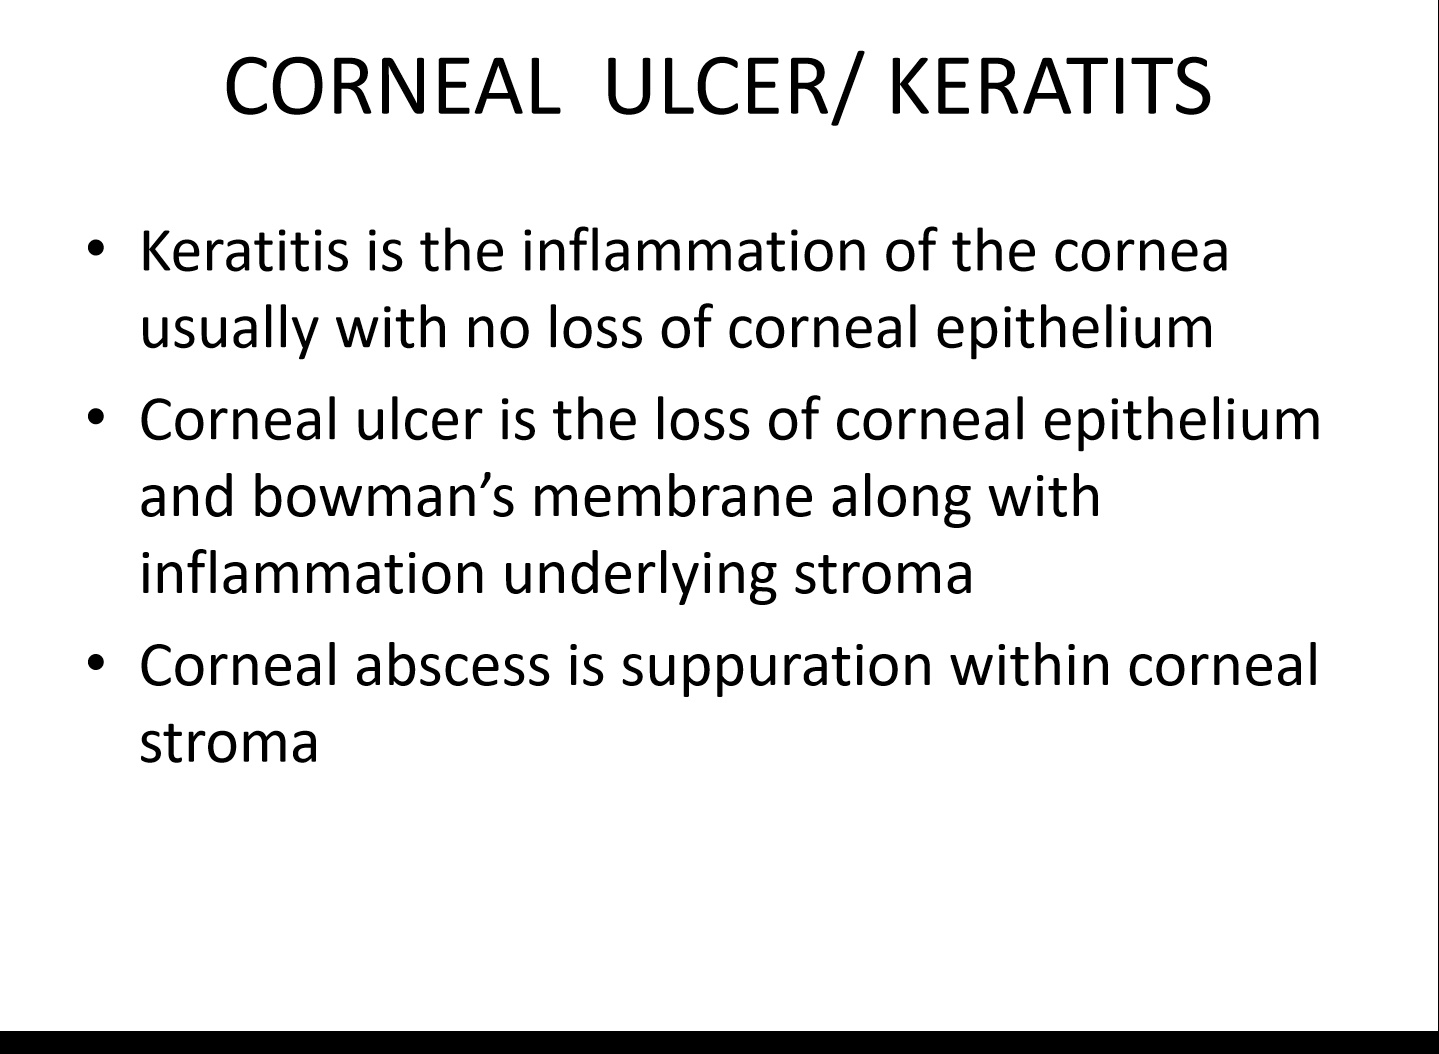 CORNEAL  ULCER/ KERATITS
• Keratitis is the inflammation of the cornea
usually with no loss of corneal epithelium
• Corneal ulcer is the loss of corneal epithelium
and bowman’s membrane along with
inflammation underlying stroma
• Corneal abscess is suppuration within corneal
stroma